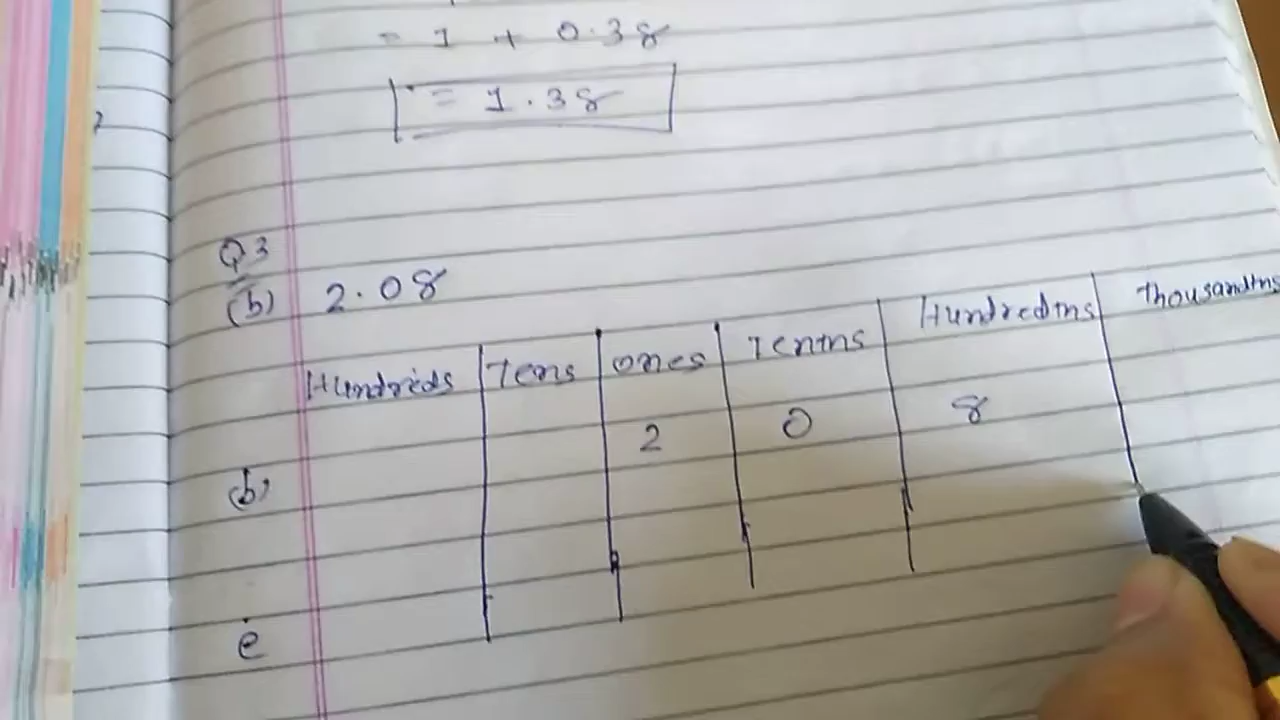 = 1 + 0.38
= 1.38
Q3
(b) 2.08
Hundreds Tens ones Tenths Hundredths Thousandths
2 0 8
(b)
e